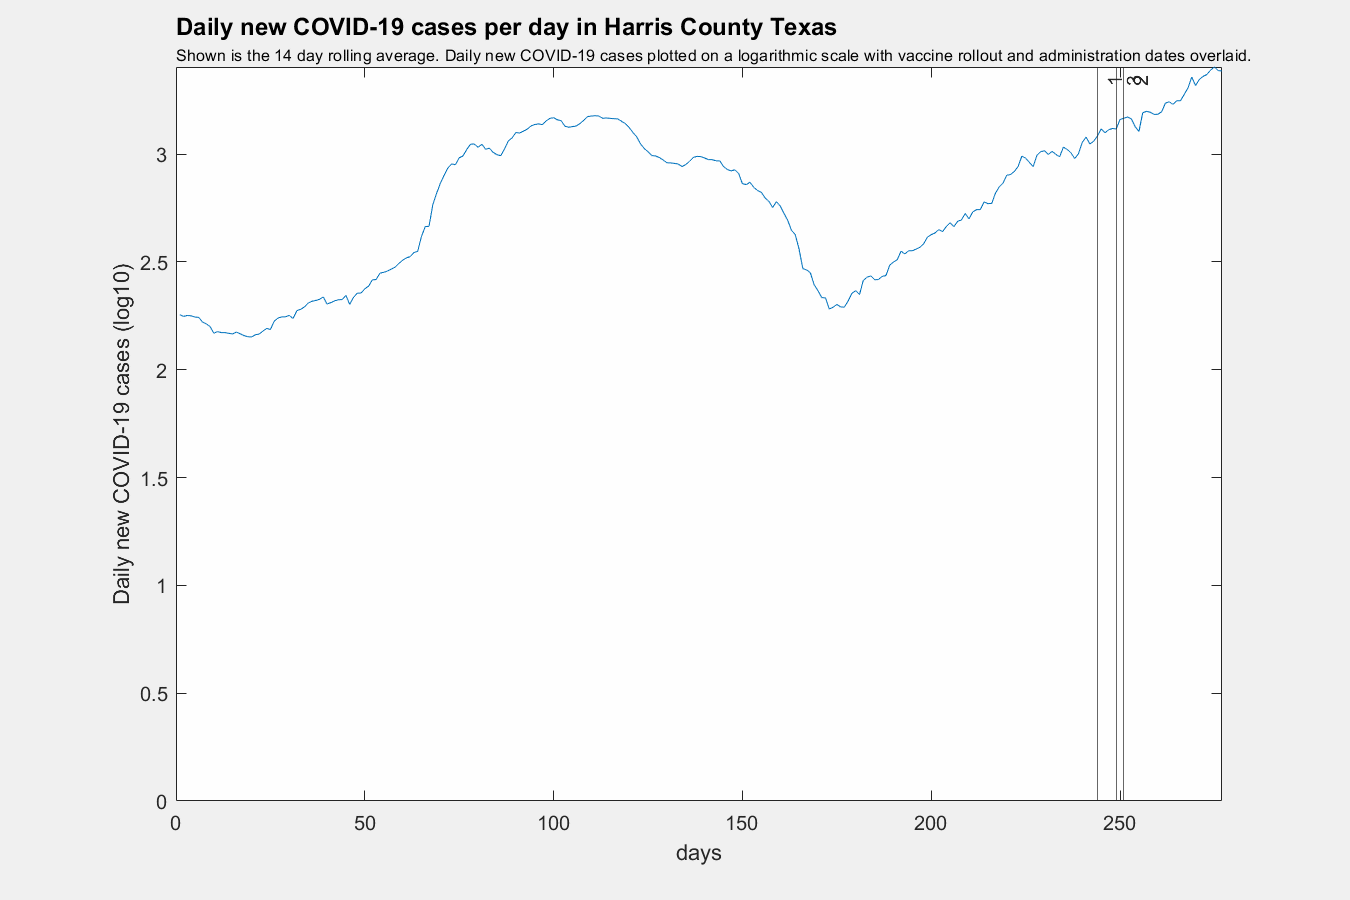 Daily new COVID-19 cases per day in Harris County Texas
Shown is the 14 day rolling average. Daily new COVID-19 cases plotted on a logarithmic scale with vaccine rollout and administration dates overlaid.
1
3
2
3
2.5
2
1.5
1
0.5
0
Daily new COVID-19 cases (log10)
0 50 100 150 200 250
days